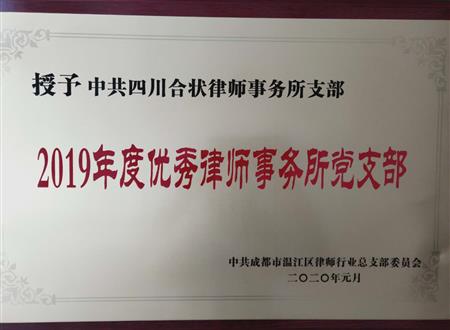 授予 中共四川合状律师事务所支部
2019年度优秀律师事务所党支部
中共成都市温江区律师行业总支部委员会
二〇二〇年元月